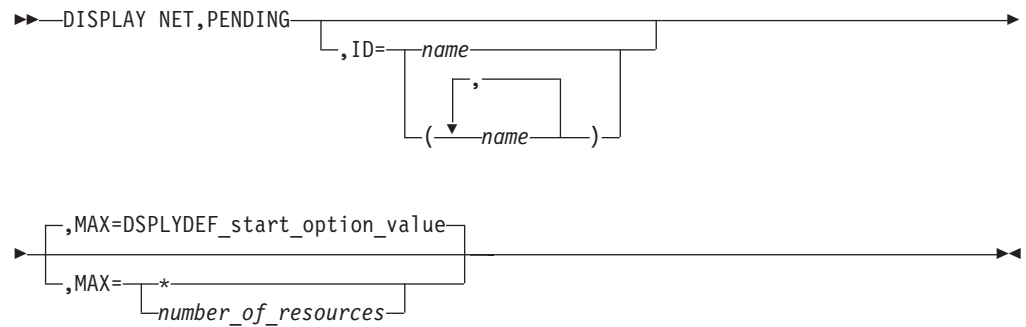 DISPLAY NET,PENDING
,ID= name
,
( name )
,MAX=DSPLYDEF_start_option_value
,MAX= *
number_of_resources